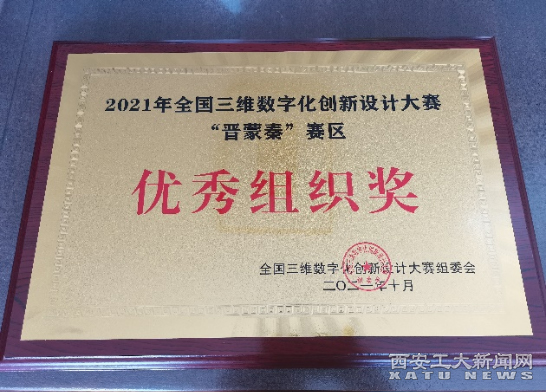 2021年全国三维数字化创新设计大赛
“晋蒙秦”赛区
优秀组织奖
全国三维数字化创新设计大赛组委会
二〇二一年十月
西安工大新闻网
XATU NEWS